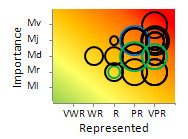 Importance
Mv
Mj
Md
Mr
Ml
VWR WR R PR VPR
Represented